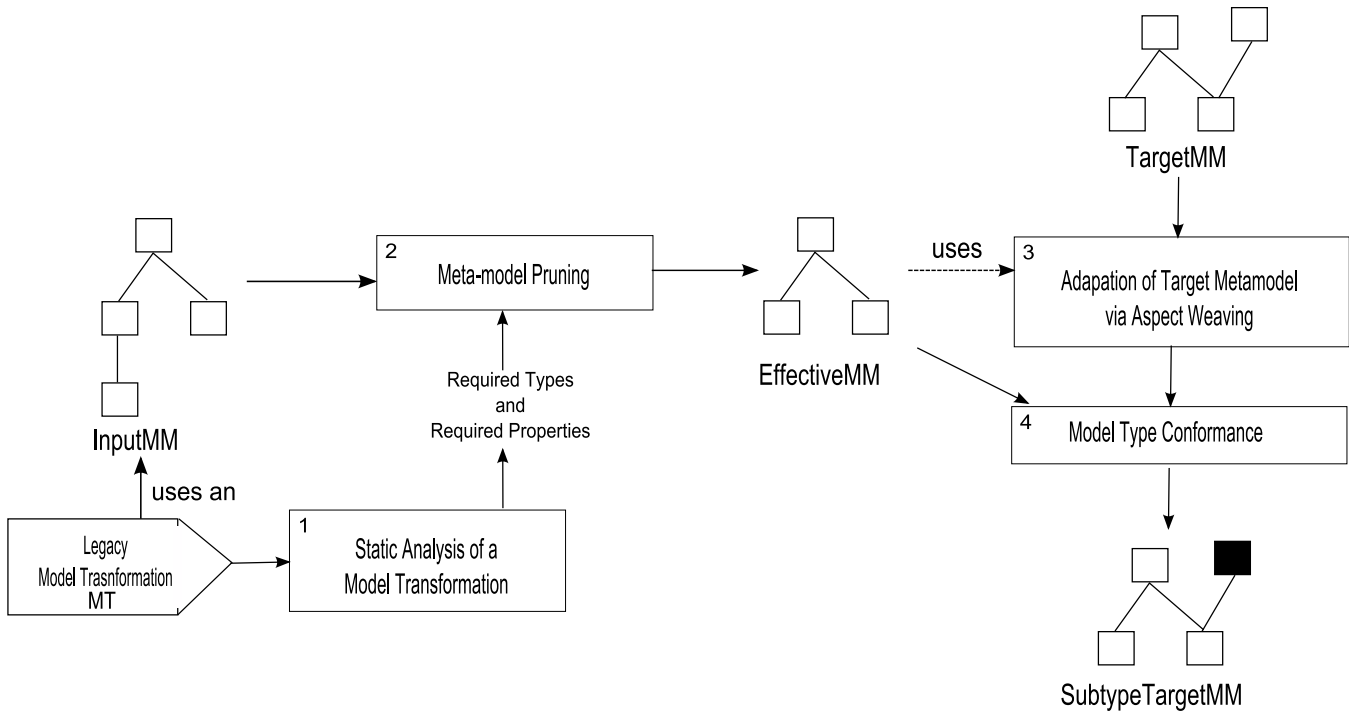 TargetMM
2
Meta-model Pruning
uses
3
Adapation of Target Metamodel
via Aspect Weaving
Required Types
and
Required Properties
EffectiveMM
4
Model Type Conformance
InputMM
uses an
Legacy
Model Trasnformation
MT
1
Static Analysis of a
Model Transformation
SubtypeTargetMM